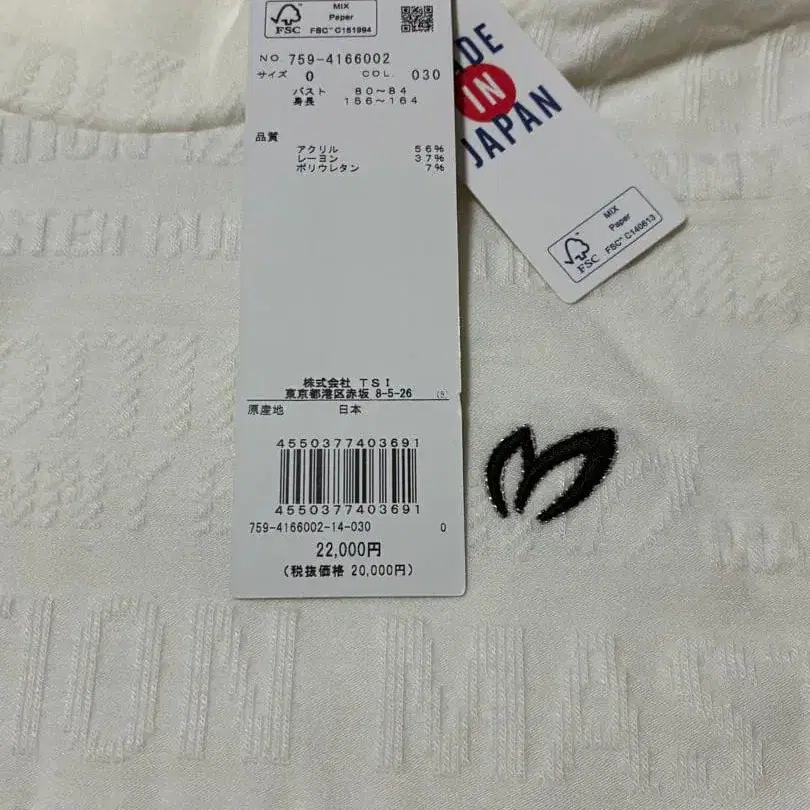 MIX
Paper
FSC
FSC™ C151994
NO. 759-4166002
サイズ 0 COL. 030
バスト 80~84
身長 156~164
品質
アクリル 56%
レーヨン 37%
ポリウレタン 7%
株式会社 TSI
東京都港区赤坂 8-5-26
原産地 日本
4550377403691
4550377403691
759-4166002-14-030 0
22,000円
(税抜価格 20,000円)
IN
JAPAN
MIX
Paper
FSC
FSC™ C140613
TION MAS